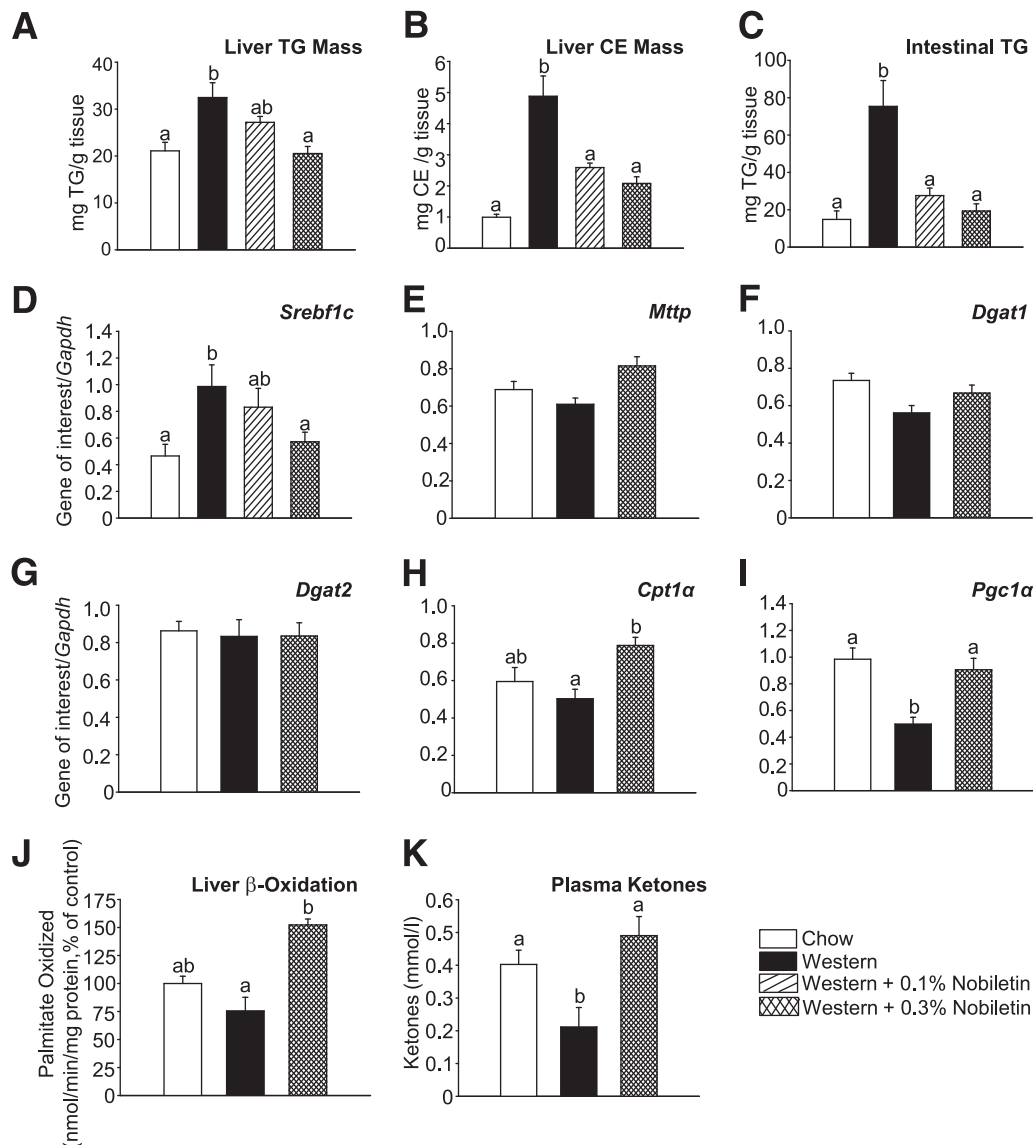 A
Liver TG Mass
mg TG/g tissue
40
30
20
10
0
a
b
ab
a
B
Liver CE Mass
mg CE /g tissue
6
5
4
3
2
1
0
a
b
a
a
C
Intestinal TG
mg TG/g tissue
100
80
60
40
20
0
a
b
a
a
D
Srebf1c
Gene of interest/Gapdh
1.4
1.2
1.0
0.8
0.6
0.4
0.2
0
a
b
ab
a
E
Mttp
1.0
0.8
0.6
0.4
0.2
0
F
Dgat1
1.0
0.8
0.6
0.4
0.2
0
G
Dgat2
Gene of interest/Gapdh
1.0
0.8
0.6
0.4
0.2
0
H
Cpt1α
1.0
0.8
0.6
0.4
0.2
0
ab
a
b
I
Pgc1α
1.4
1.2
1.0
0.8
0.6
0.4
0.2
0
a
b
a
J
Liver β-Oxidation
Palmitate Oxidized
(nmol/min/mg protein,% of control)
175
150
125
100
75
50
25
0
ab
a
b
K
Plasma Ketones
Ketones (mmol/l)
0.6
0.5
0.4
0.3
0.2
0.1
0
a
b
a
Chow
Western
Western + 0.1% Nobiletin
Western + 0.3% Nobiletin